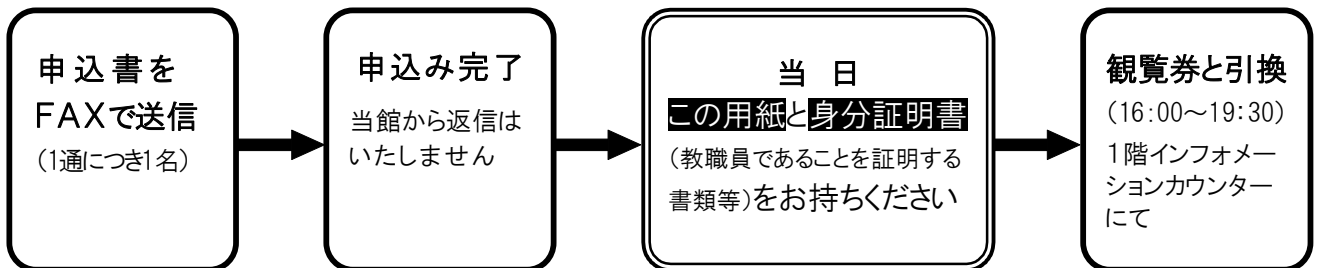 申込書を
FAXで送信
（1通につき1名）
申込み完了
当館から返信は
いたしません
当　日
この用紙と身分証明書
（教職員であることを証明する
書類等）をお持ちください
観覧券と引換
（16：00～19：30）
1階インフォメー
ションカウンター
にて